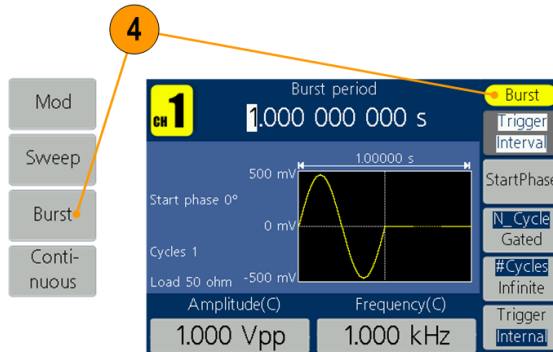 4
Mod
Sweep
Burst
Conti-
nuous
CH 1
Burst period
1.000 000 000 s
Burst
Trigger
Interval
StartPhase
N_Cycle
Gated
#Cycles
Infinite
Trigger
Internal
1.00000 s
500 mV
Start phase 0°
0 mV
Cycles 1
Load 50 ohm
-500 mV
Amplitude(C)
Frequency(C)
1.000 Vpp
1.000 kHz